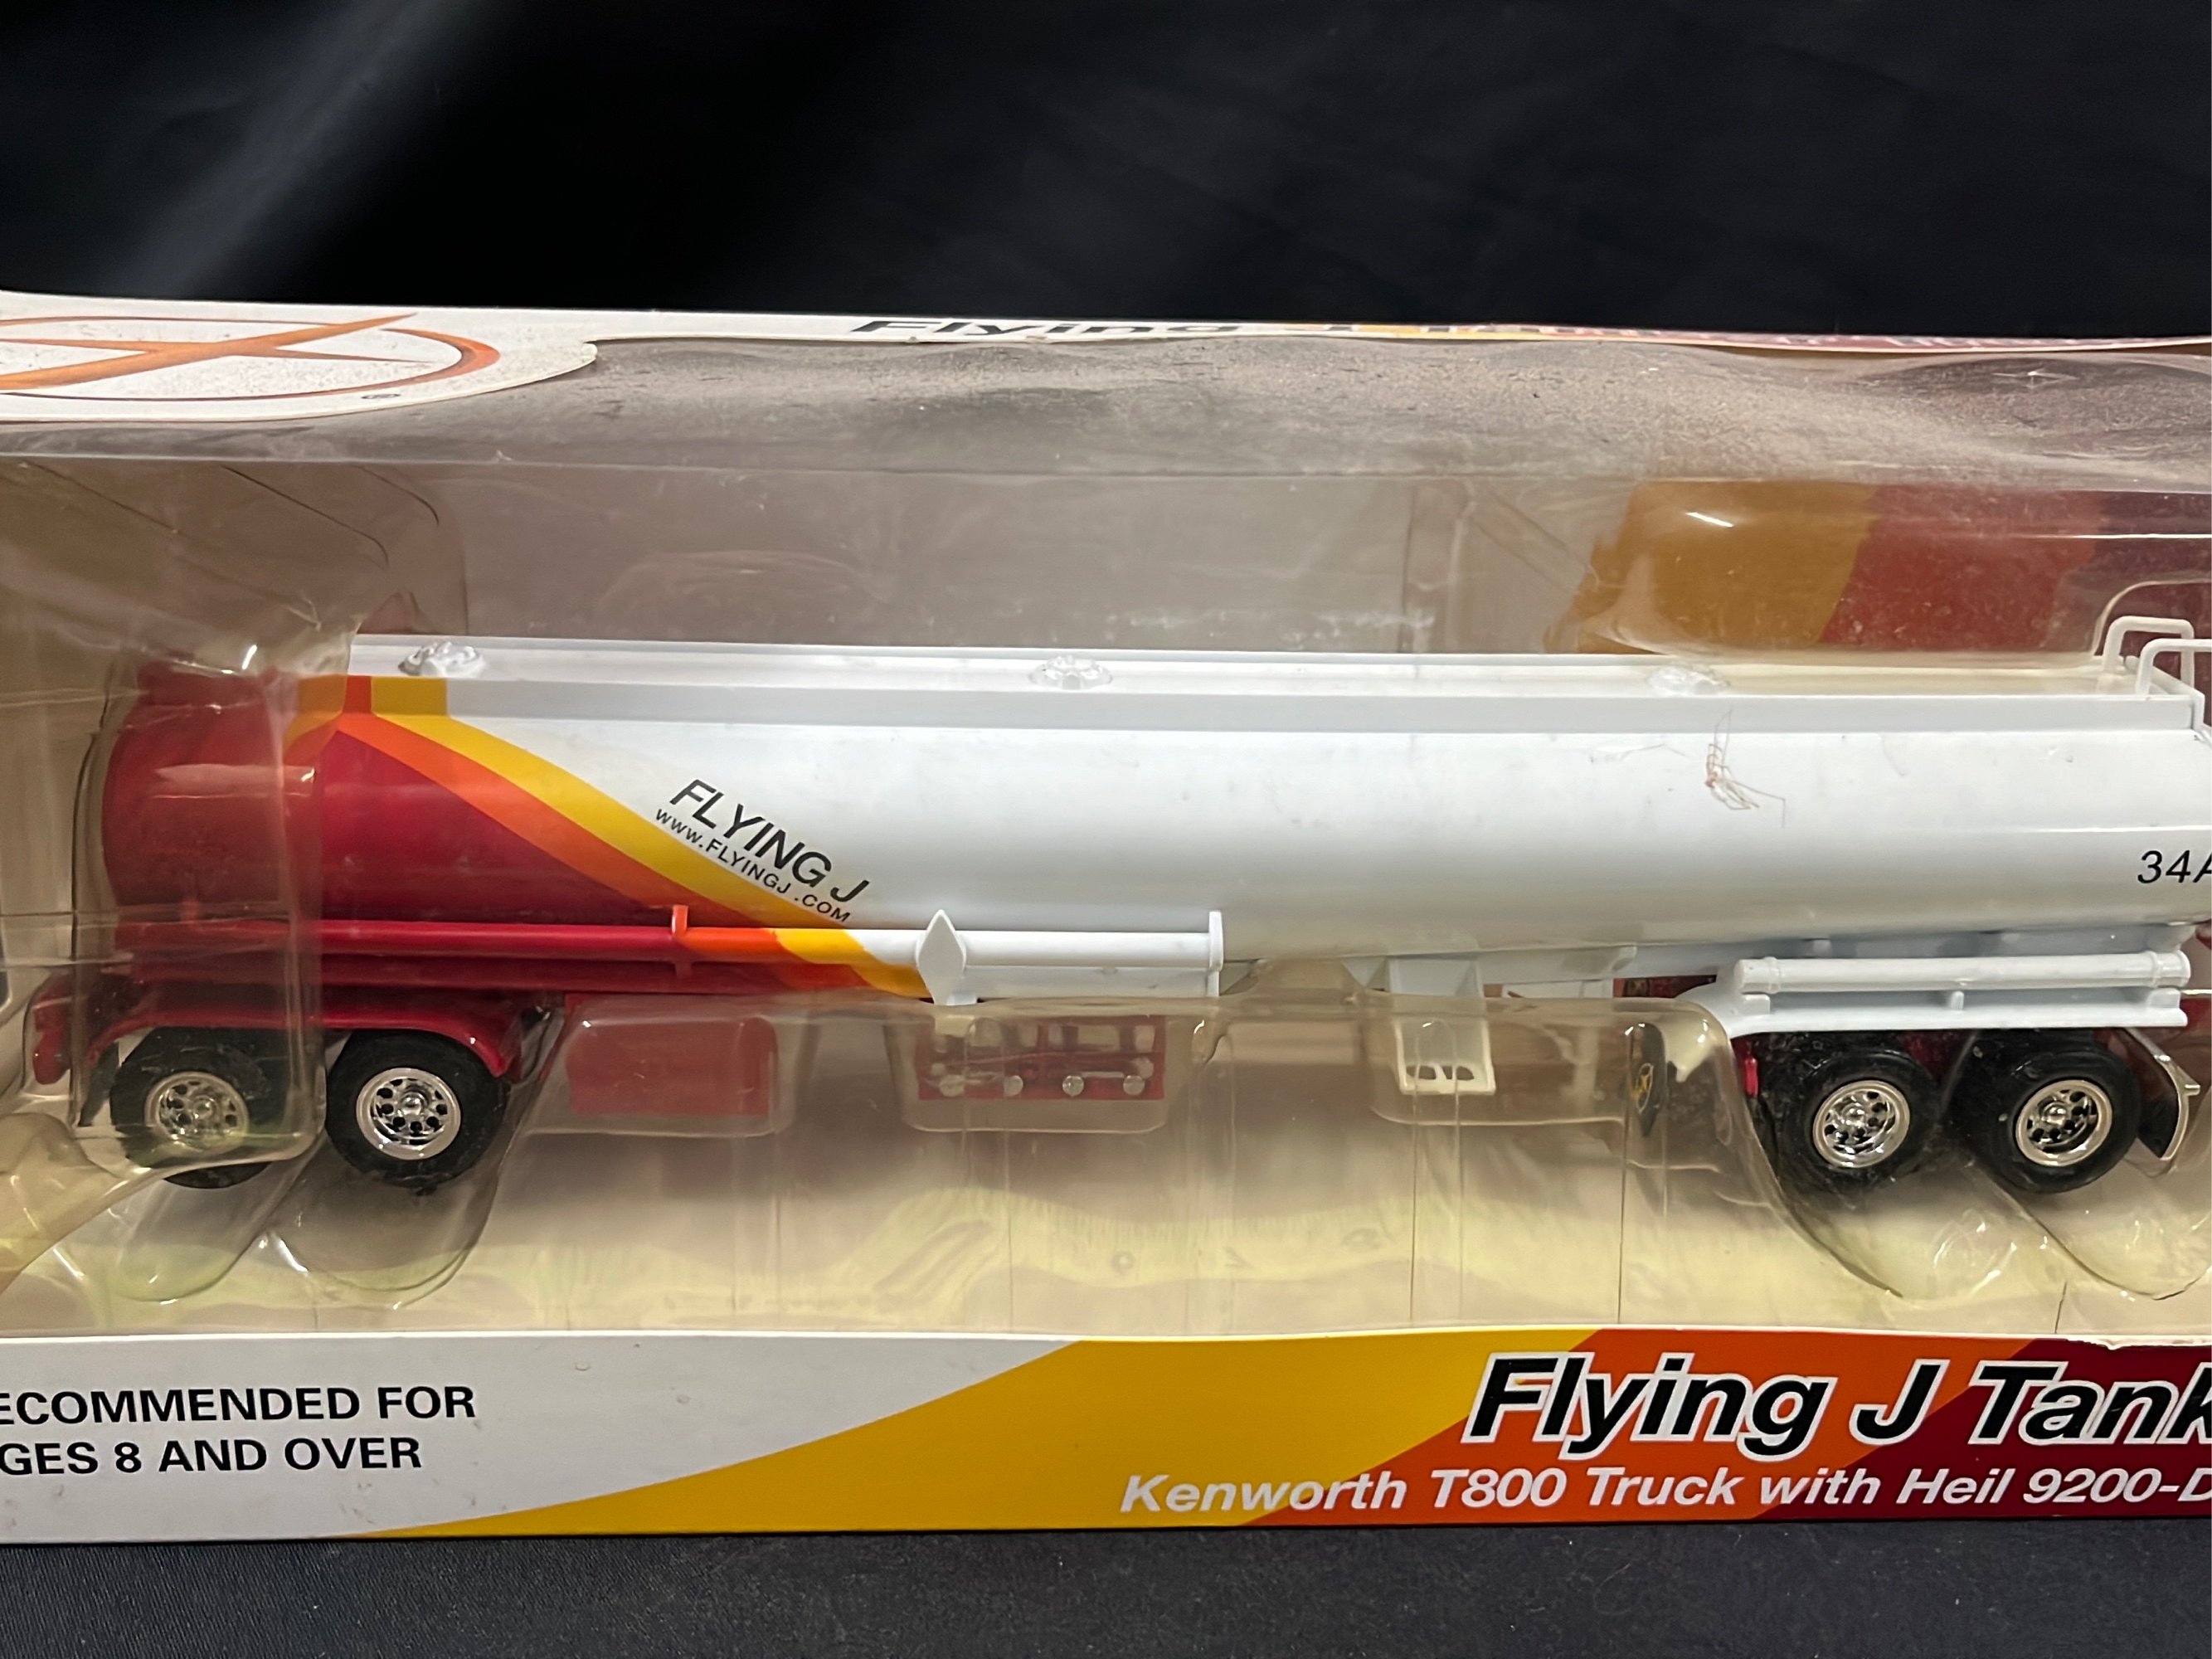 Flying J
®
FLYING J
WWW.FLYINGJ.COM
34A
ECOMMENDED FOR
GES 8 AND OVER
Flying J Tank
Kenworth T800 Truck with Heil 9200-D